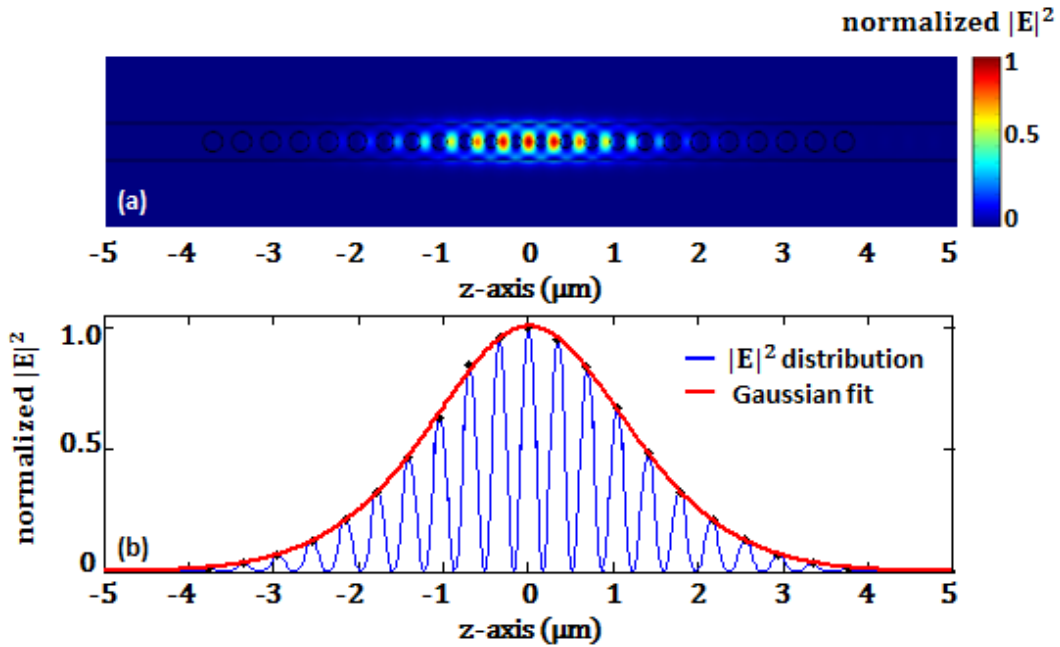 normalized |E|²
1
0.5
0
(a)
-5 -4 -3 -2 -1 0 1 2 3 4 5
z-axis (μm)
normalized |E|²
1.0
0.5
0
|E|² distribution
Gaussian fit
(b)
-5 -4 -3 -2 -1 0 1 2 3 4 5
z-axis (μm)